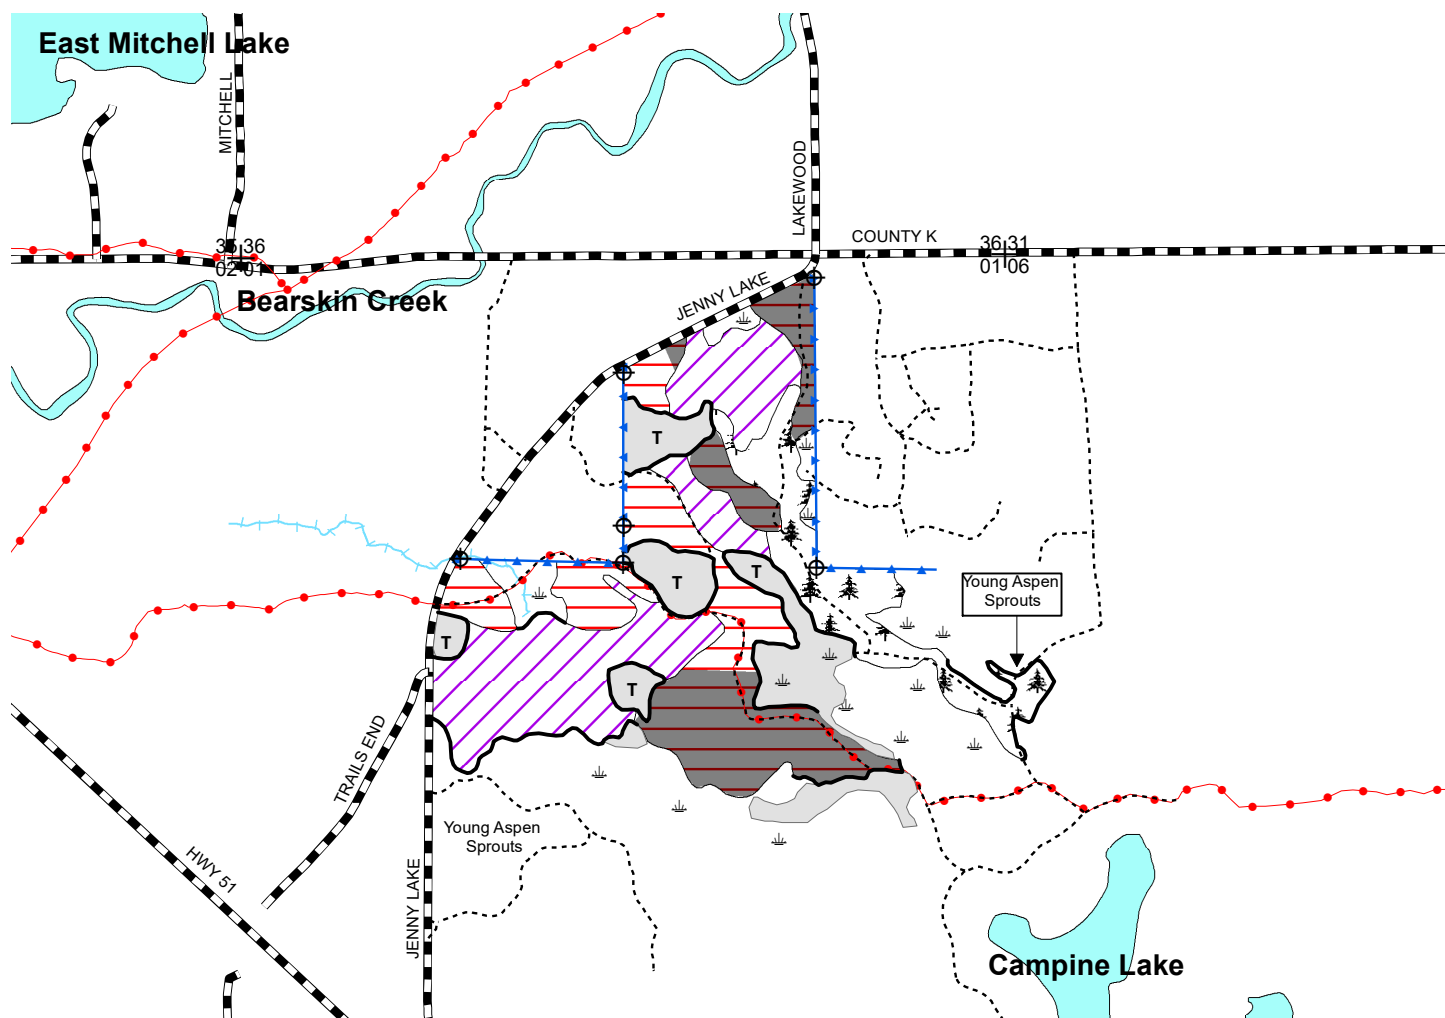 East Mitchell Lake
MITCHELL
LAKEWOOD
COUNTY K
35 36
02 01
36 31
01 06
Bearskin Creek
JENNY LAKE
T
T
T
T
T
Young Aspen
Sprouts
TRAILS END
Young Aspen
Sprouts
HWY 51
JENNY LAKE
Campine Lake